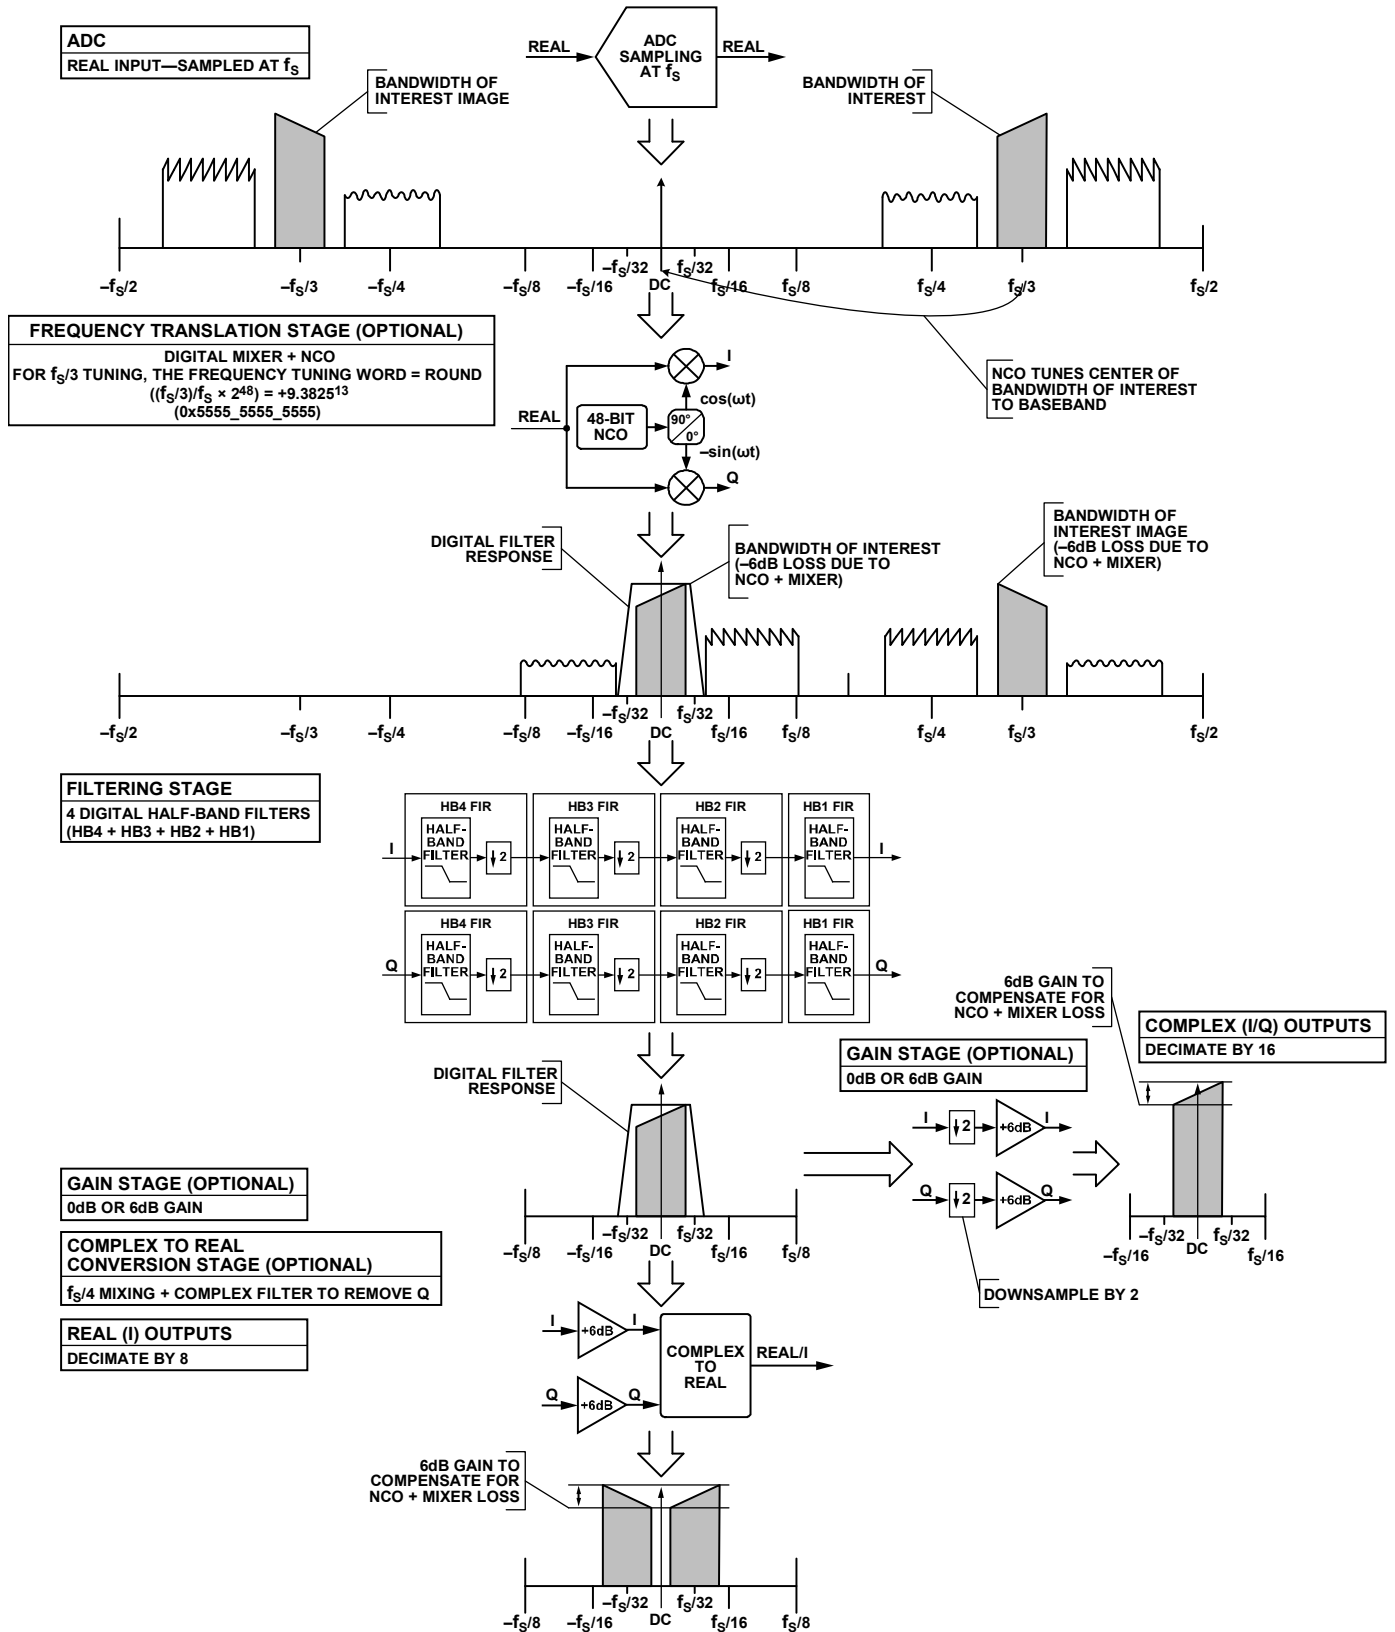 ADC
REAL INPUT—SAMPLED AT fS
REAL
ADC
SAMPLING
AT fS
REAL
BANDWIDTH OF
INTEREST IMAGE
BANDWIDTH OF
INTEREST
–fS/2
–fS/3
–fS/4
–fS/8
–fS/16
–fS/32
DC
fS/32
fS/16
fS/8
fS/4
fS/3
fS/2
FREQUENCY TRANSLATION STAGE (OPTIONAL)
DIGITAL MIXER + NCO
FOR fS/3 TUNING, THE FREQUENCY TUNING WORD = ROUND
((fS/3)/fS × 2^48) = +9.3825^13
(0x5555_5555_5555)
NCO TUNES CENTER OF
BANDWIDTH OF INTEREST
TO BASEBAND
I
cos(ωt)
REAL
48-BIT
NCO
90°
0°
–sin(ωt)
Q
DIGITAL FILTER
RESPONSE
BANDWIDTH OF INTEREST
(–6dB LOSS DUE TO
NCO + MIXER)
BANDWIDTH OF
INTEREST IMAGE
(–6dB LOSS DUE TO
NCO + MIXER)
–fS/2
–fS/3
–fS/4
–fS/8
–fS/16
–fS/32
DC
fS/32
fS/16
fS/8
fS/4
fS/3
fS/2
FILTERING STAGE
4 DIGITAL HALF-BAND FILTERS
(HB4 + HB3 + HB2 + HB1)
HB4 FIR
HB3 FIR
HB2 FIR
HB1 FIR
I
HALF-
BAND
FILTER
2
HALF-
BAND
FILTER
2
HALF-
BAND
FILTER
2
HALF-
BAND
FILTER
I
HB4 FIR
HB3 FIR
HB2 FIR
HB1 FIR
Q
HALF-
BAND
FILTER
2
HALF-
BAND
FILTER
2
HALF-
BAND
FILTER
2
HALF-
BAND
FILTER
Q
6dB GAIN TO
COMPENSATE FOR
NCO + MIXER LOSS
COMPLEX (I/Q) OUTPUTS
DECIMATE BY 16
GAIN STAGE (OPTIONAL)
0dB OR 6dB GAIN
DIGITAL FILTER
RESPONSE
I
2
+6dB
I
Q
2
+6dB
Q
DOWNSAMPLE BY 2
–fS/16
–fS/32
DC
fS/32
fS/16
–fS/8
–fS/16
–fS/32
DC
fS/32
fS/16
fS/8
GAIN STAGE (OPTIONAL)
0dB OR 6dB GAIN
COMPLEX TO REAL
CONVERSION STAGE (OPTIONAL)
fS/4 MIXING + COMPLEX FILTER TO REMOVE Q
REAL (I) OUTPUTS
DECIMATE BY 8
I
+6dB
I
Q
+6dB
Q
COMPLEX
TO
REAL
REAL/I
6dB GAIN TO
COMPENSATE FOR
NCO + MIXER LOSS
–fS/8
–fS/16
–fS/32
DC
fS/32
fS/16
fS/8